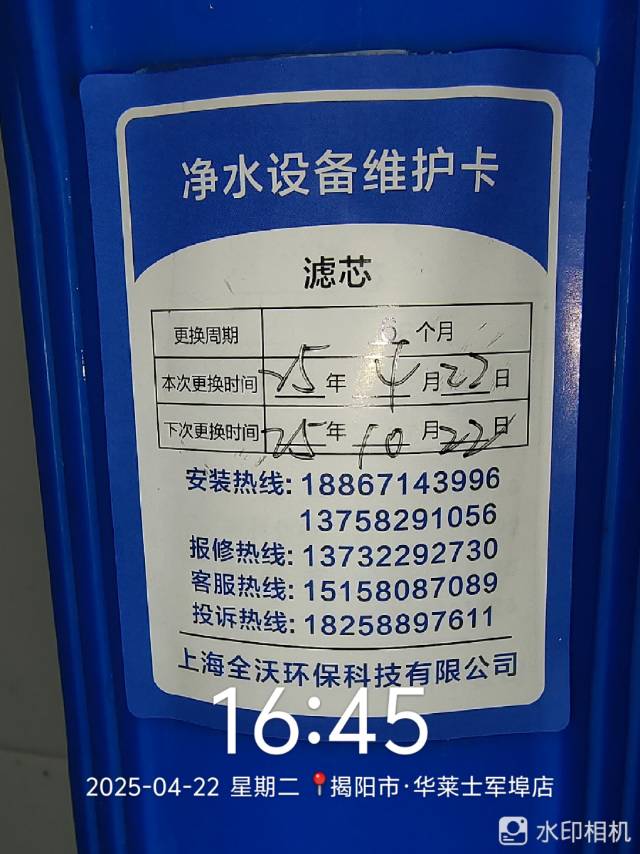 净水设备维护卡
滤芯
更换周期 6 个月
本次更换时间 25 年 4 月 22 日
下次更换时间 25 年 10 月 22 日
安装热线: 18867143996
13758291056
报修热线: 13732292730
客服热线: 15158087089
投诉热线: 18258897611
上海全沃环保科技有限公司
16:45
2025-04-22 星期二 揭阳市·华莱士军埠店
水印相机